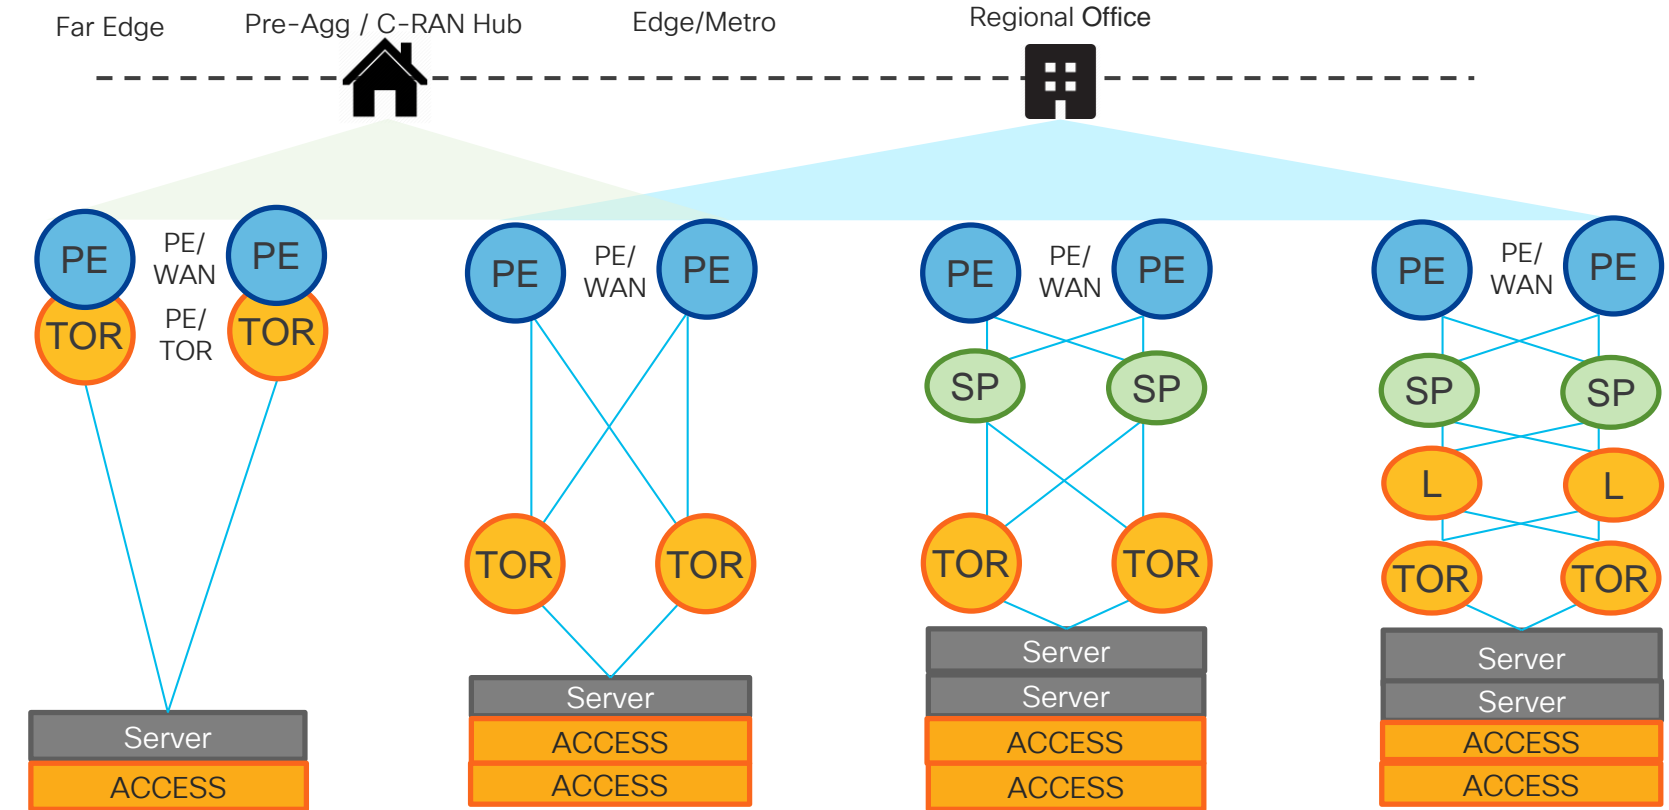 Far Edge
Pre-Agg / C-RAN Hub
Edge/Metro
Regional Office
PE
PE/
WAN
PE
TOR
PE/
TOR
TOR
Server
ACCESS
PE
PE/
WAN
PE
TOR
TOR
Server
ACCESS
ACCESS
PE
PE/
WAN
PE
SP
SP
TOR
TOR
Server
Server
ACCESS
ACCESS
PE
PE/
WAN
PE
SP
SP
L
L
TOR
TOR
Server
Server
ACCESS
ACCESS